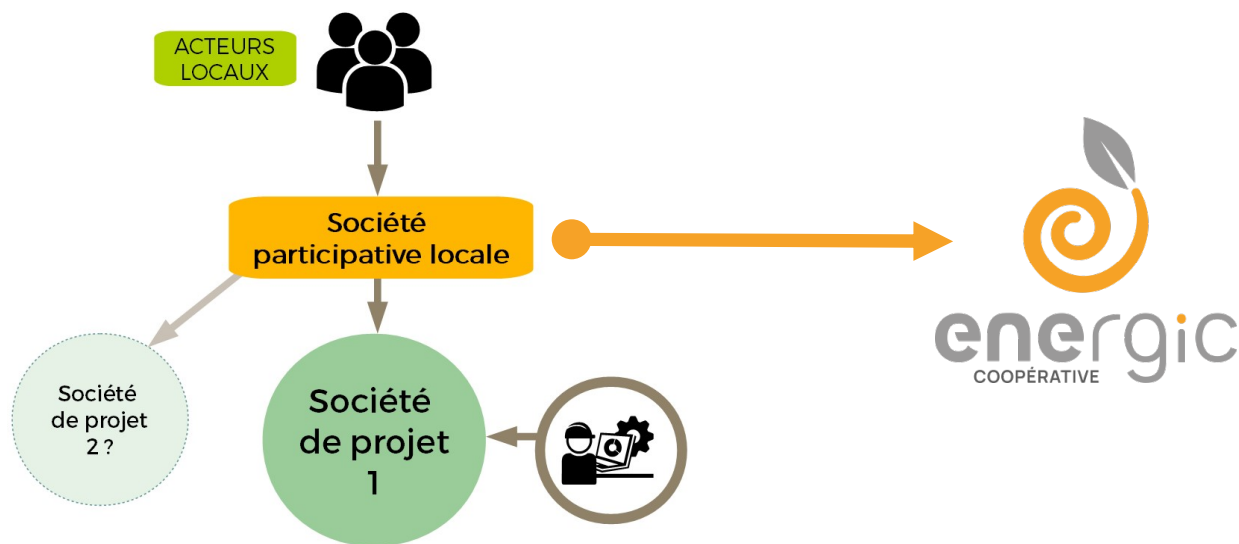 ACTEURS
LOCAUX
Société
participative locale
Société
de projet
2 ?
Société
de projet
1
energic
COOPÉRATIVE